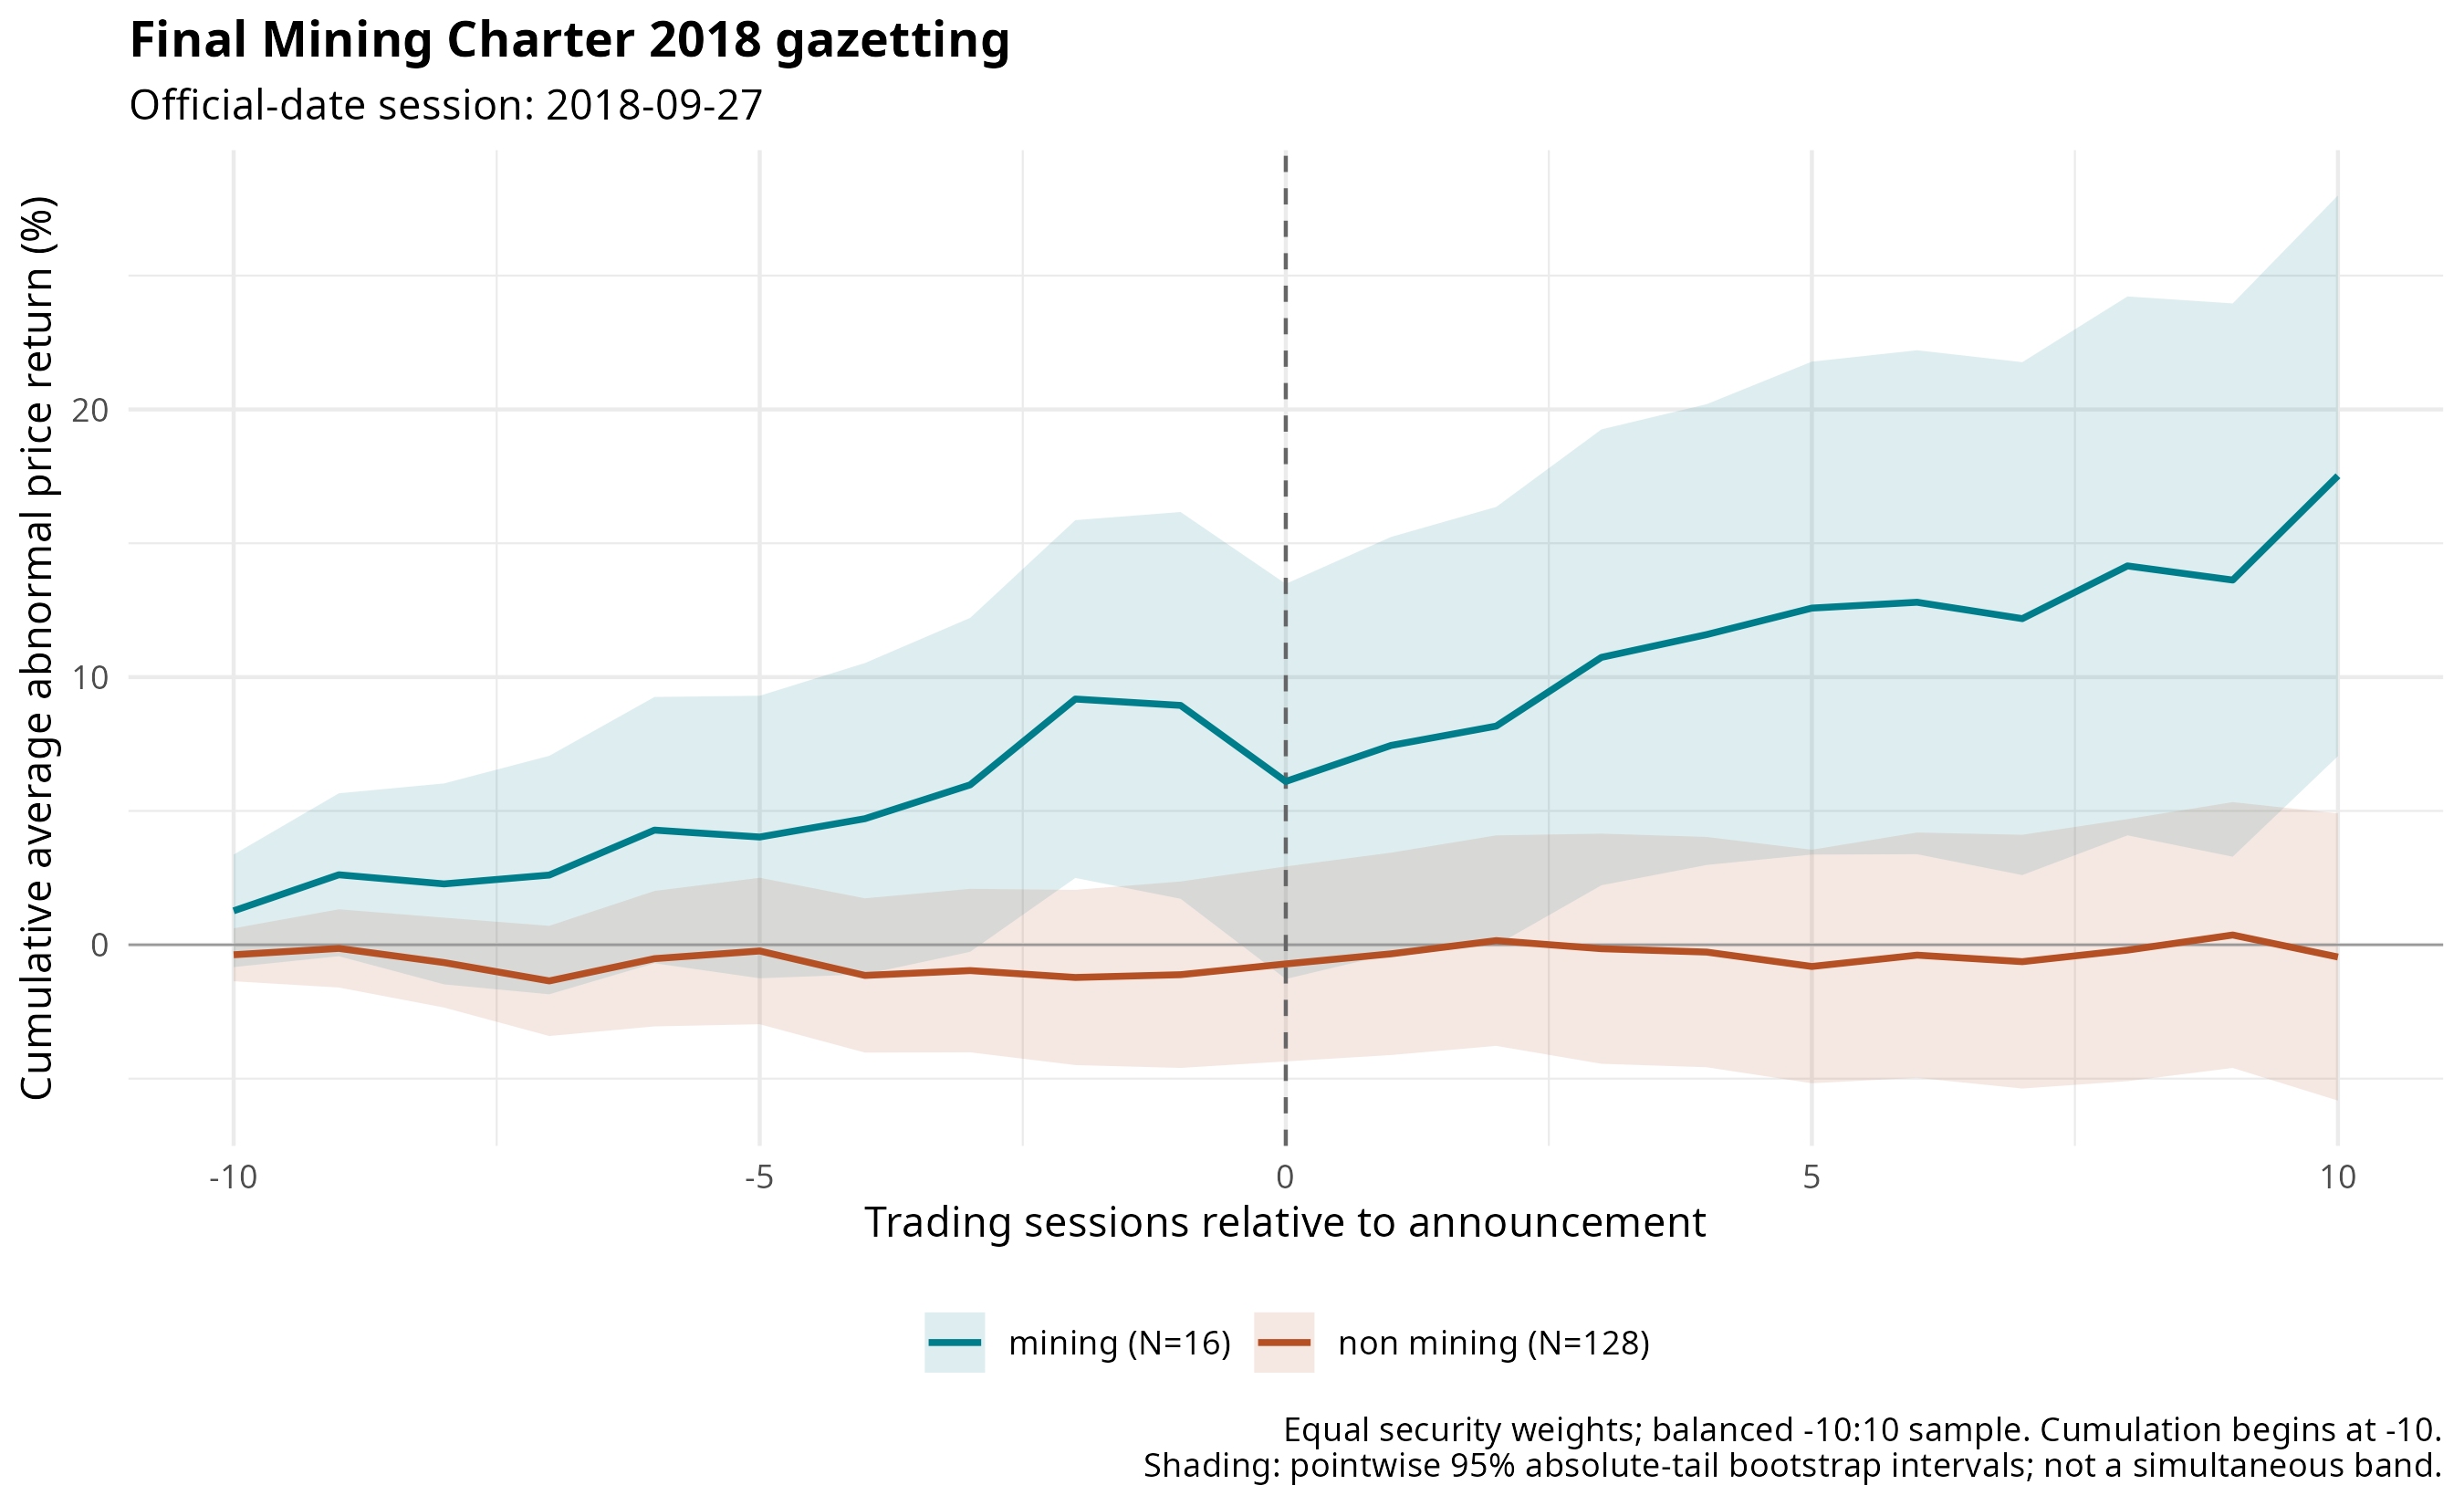 Final Mining Charter 2018 gazetting
Official-date session: 2018-09-27
Cumulative average abnormal price return (%)
20
10
0
-10
-5
0
5
10
Trading sessions relative to announcement
mining (N=16)
non mining (N=128)
Equal security weights; balanced -10:10 sample. Cumulation begins at -10.
Shading: pointwise 95% absolute-tail bootstrap intervals; not a simultaneous band.